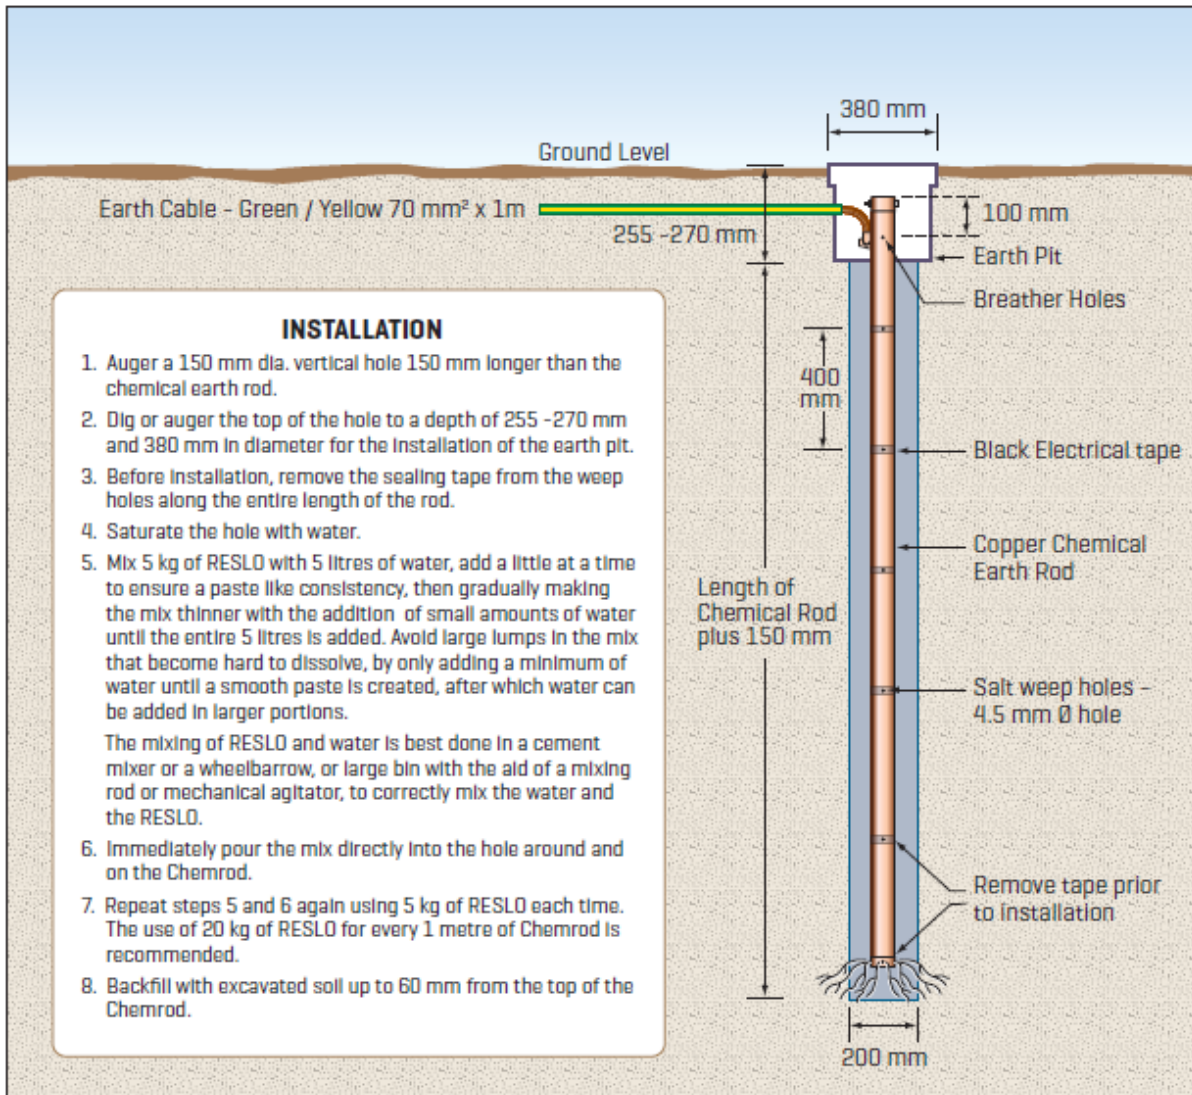 380 mm
Ground Level
Earth Cable - Green / Yellow 70 mm² x 1m
255 -270 mm
100 mm
Earth Pit
Breather Holes
INSTALLATION
1. Auger a 150 mm dia. vertical hole 150 mm longer than the
chemical earth rod.
2. Dig or auger the top of the hole to a depth of 255 -270 mm
and 380 mm in diameter for the installation of the earth pit.
3. Before installation, remove the sealing tape from the weep
holes along the entire length of the rod.
4. Saturate the hole with water.
5. Mix 5 kg of RESLO with 5 litres of water, add a little at a time
to ensure a paste like consistency, then gradually making
the mix thinner with the addition of small amounts of water
until the entire 5 litres is added. Avoid large lumps in the mix
that become hard to dissolve, by only adding a minimum of
water until a smooth paste is created, after which water can
be added in larger portions.
The mixing of RESLO and water is best done in a cement
mixer or a wheelbarrow, or large bin with the aid of a mixing
rod or mechanical agitator, to correctly mix the water and
the RESLO.
6. Immediately pour the mix directly into the hole around and
on the Chemrod.
7. Repeat steps 5 and 6 again using 5 kg of RESLO each time.
The use of 20 kg of RESLO for every 1 metre of Chemrod is
recommended.
8. Backfill with excavated soil up to 60 mm from the top of the
Chemrod.
400
mm
Black Electrical tape
Copper Chemical
Earth Rod
Length of
Chemical Rod
plus 150 mm
Salt weep holes -
4.5 mm Ø hole
Remove tape prior
to installation
200 mm